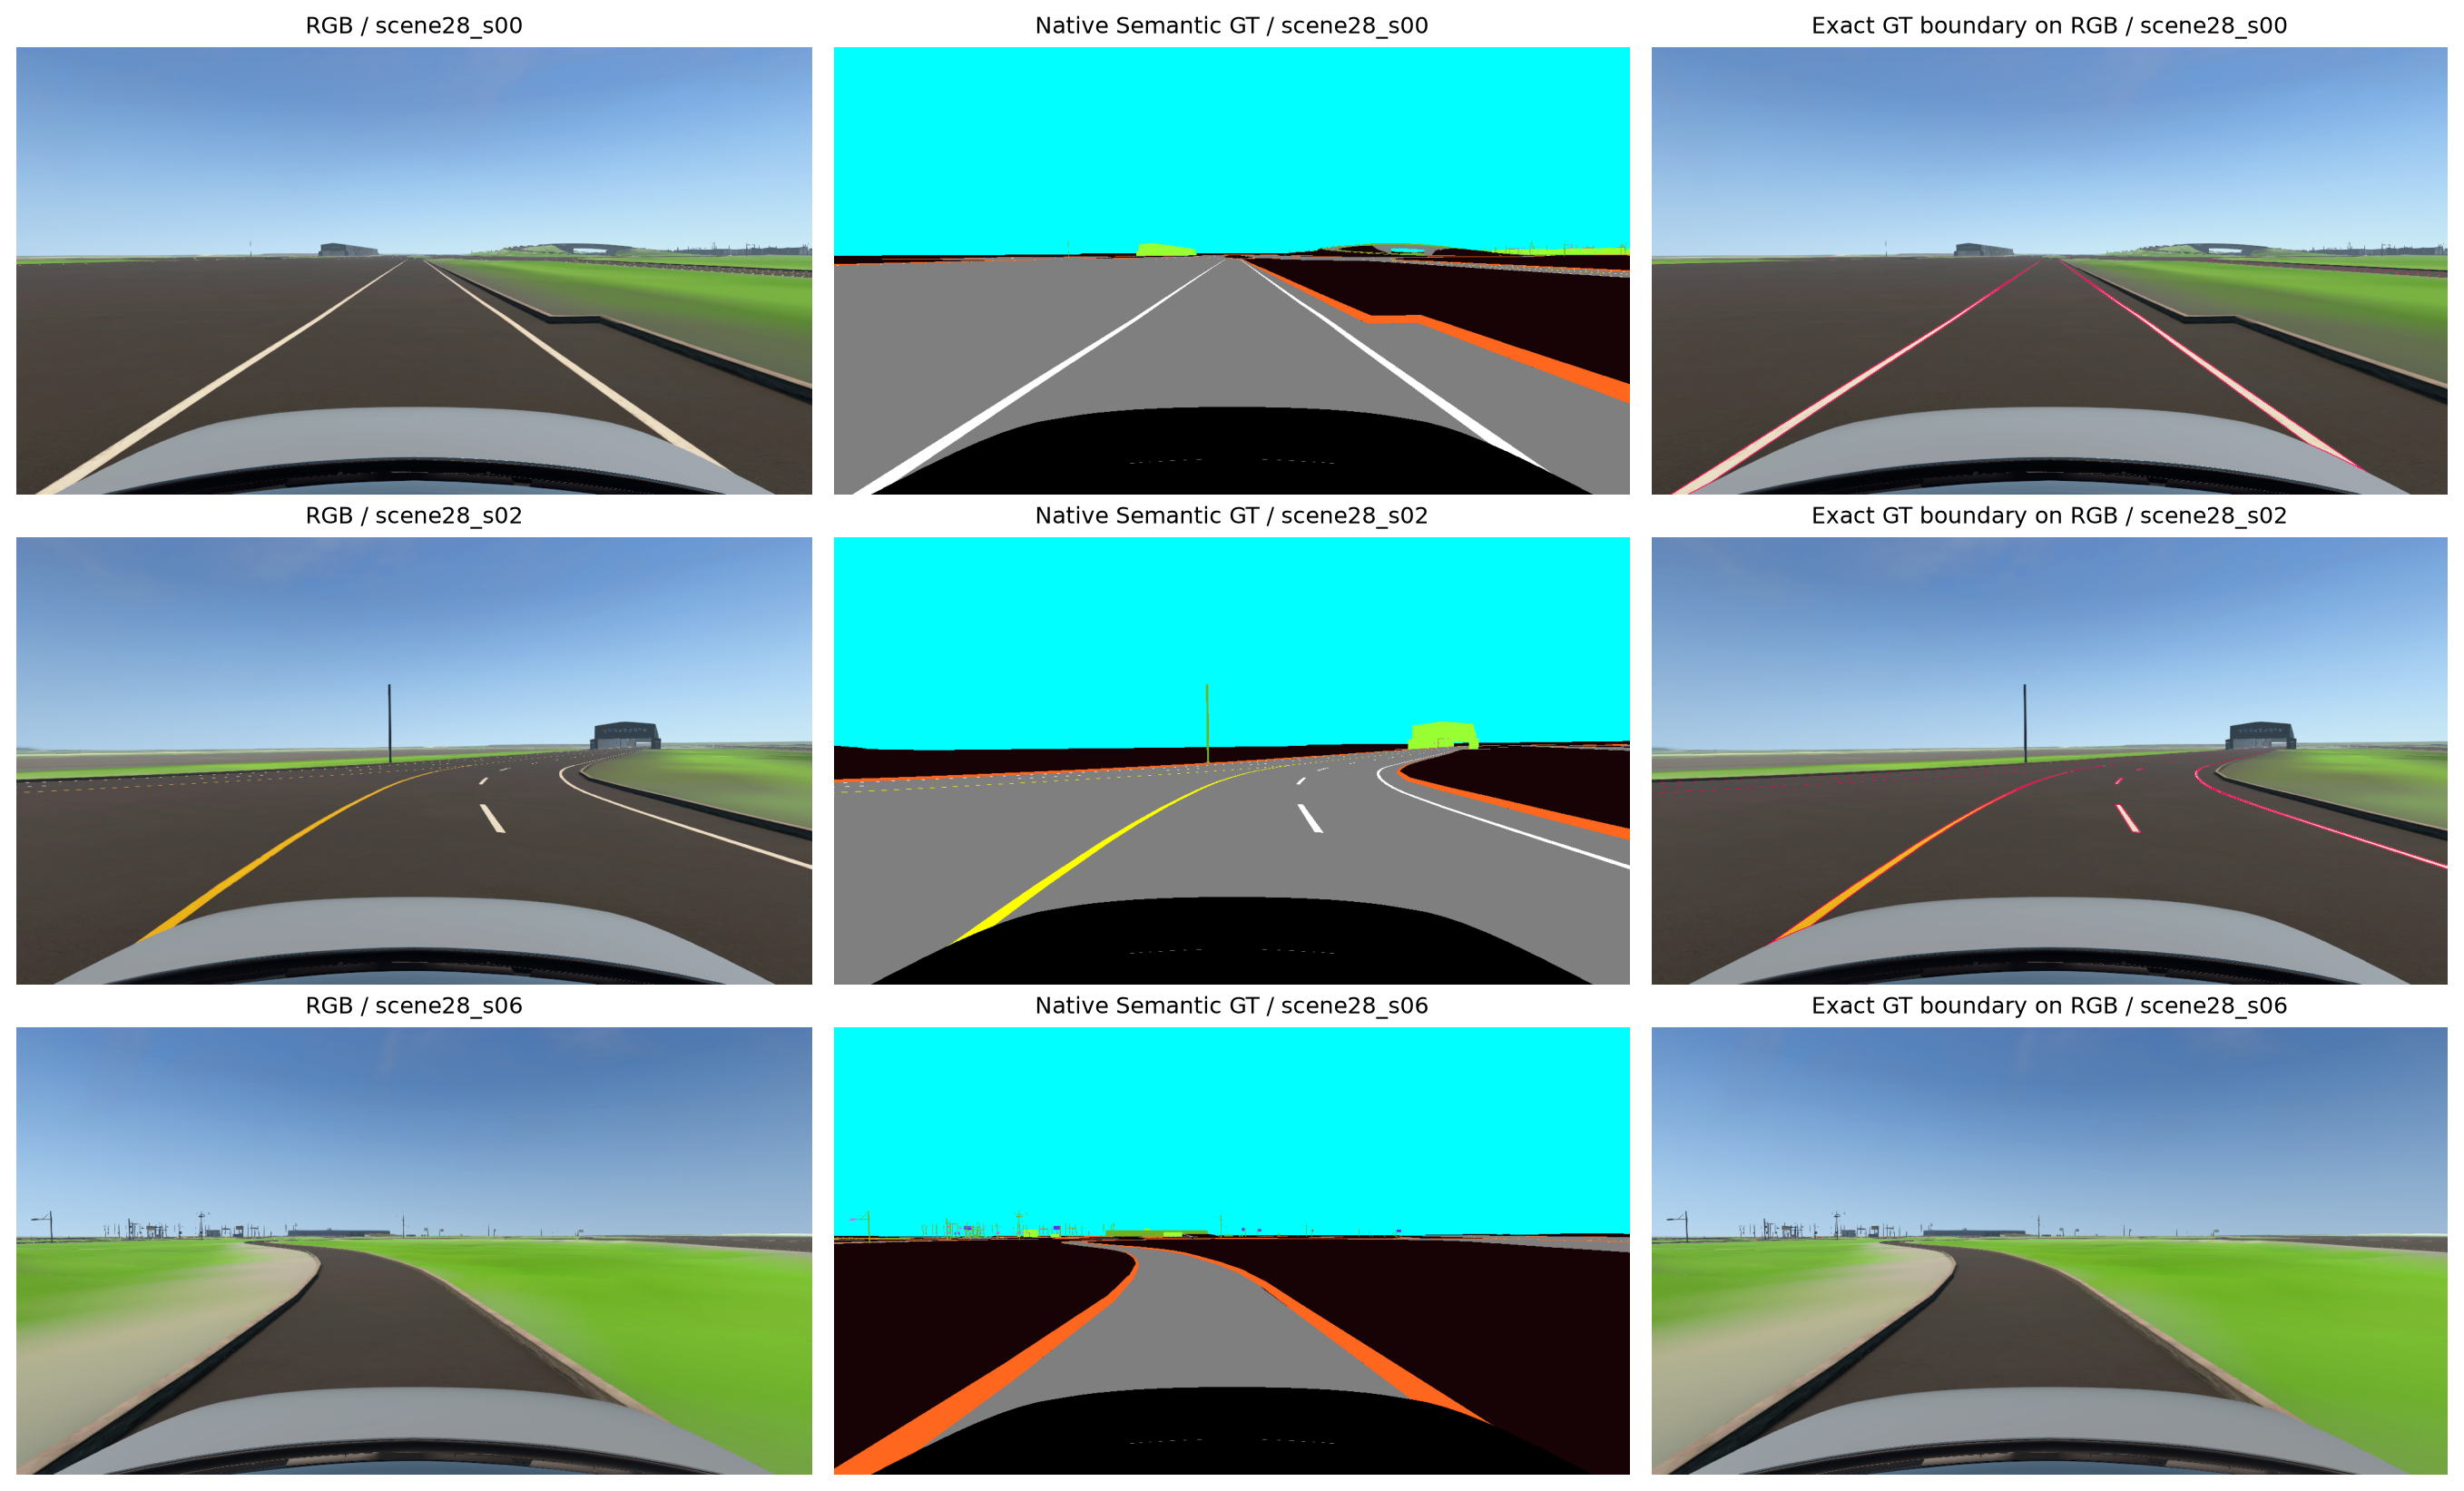 RGB / scene28_s00
Native Semantic GT / scene28_s00
Exact GT boundary on RGB / scene28_s00
RGB / scene28_s02
Native Semantic GT / scene28_s02
Exact GT boundary on RGB / scene28_s02
RGB / scene28_s06
Native Semantic GT / scene28_s06
Exact GT boundary on RGB / scene28_s06